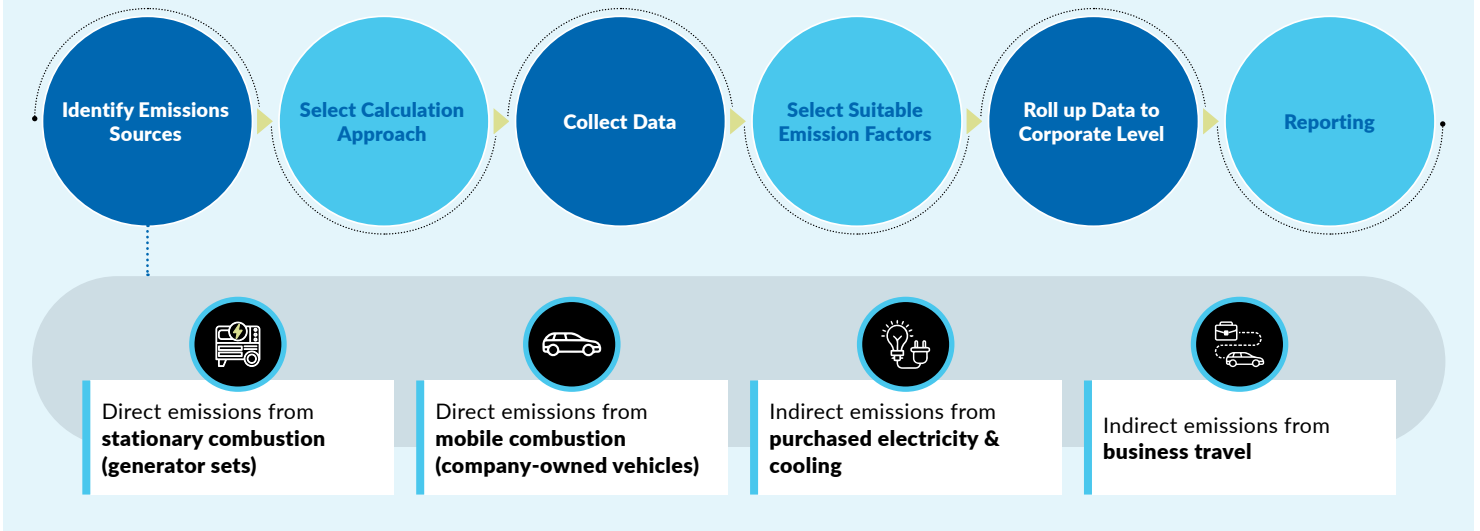 Identify Emissions
Sources
Select Calculation
Approach
Collect Data
Select Suitable
Emission Factors
Roll up Data to
Corporate Level
Reporting
Direct emissions from
stationary combustion
(generator sets)
Direct emissions from
mobile combustion
(company-owned vehicles)
Indirect emissions from
purchased electricity &
cooling
Indirect emissions from
business travel